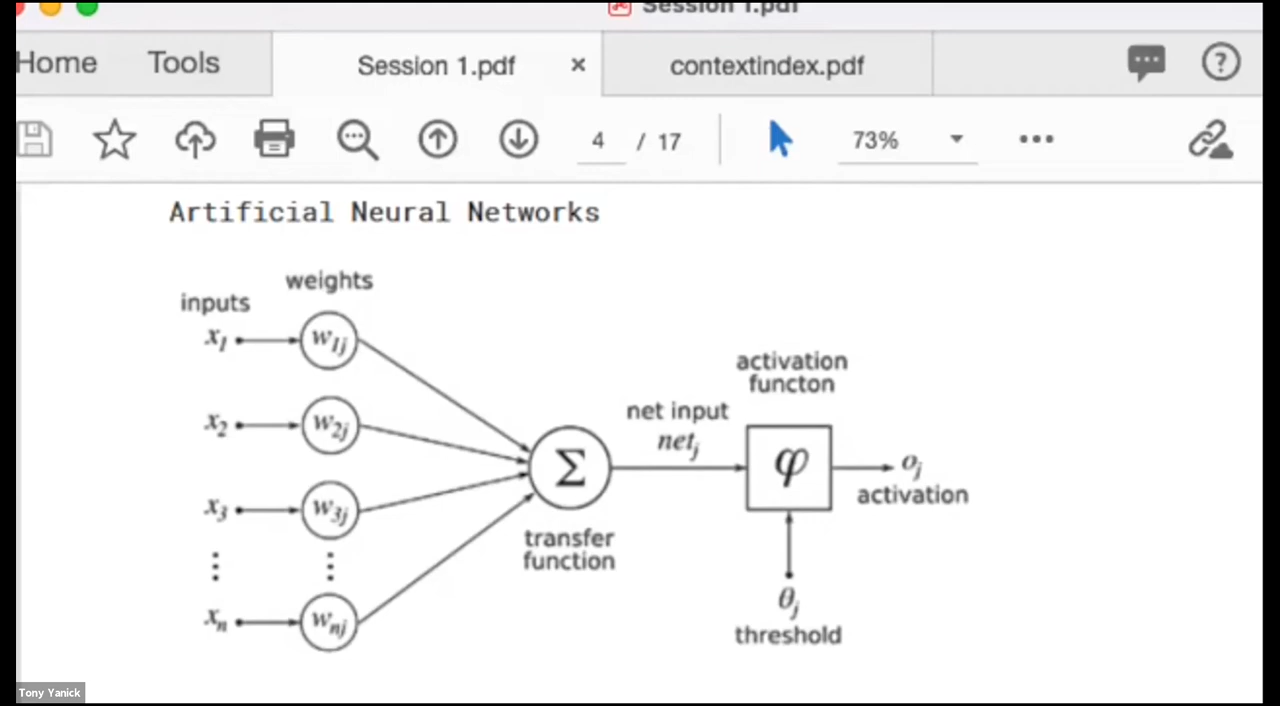 Session 1.pdf
Home Tools Session 1.pdf × contextindex.pdf
4 / 17 73%
Artificial Neural Networks
weights
inputs
x1 w1j
x2 w2j
x3 w3j
⋮ ⋮
xn wnj
Σ
transfer
function
net input
netj
activation
functon
φ
oj
activation
θj
threshold
Tony Yanick